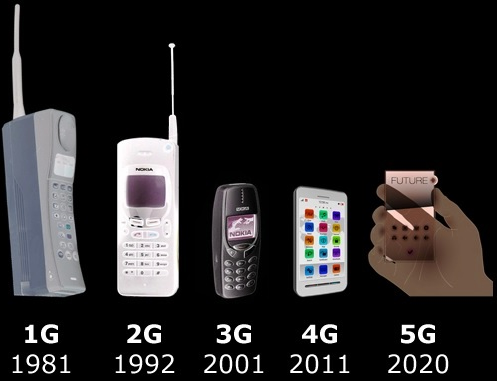 NOKIA
NOKIA
FUTURE
1G 2G 3G 4G 5G
1981 1992 2001 2011 2020